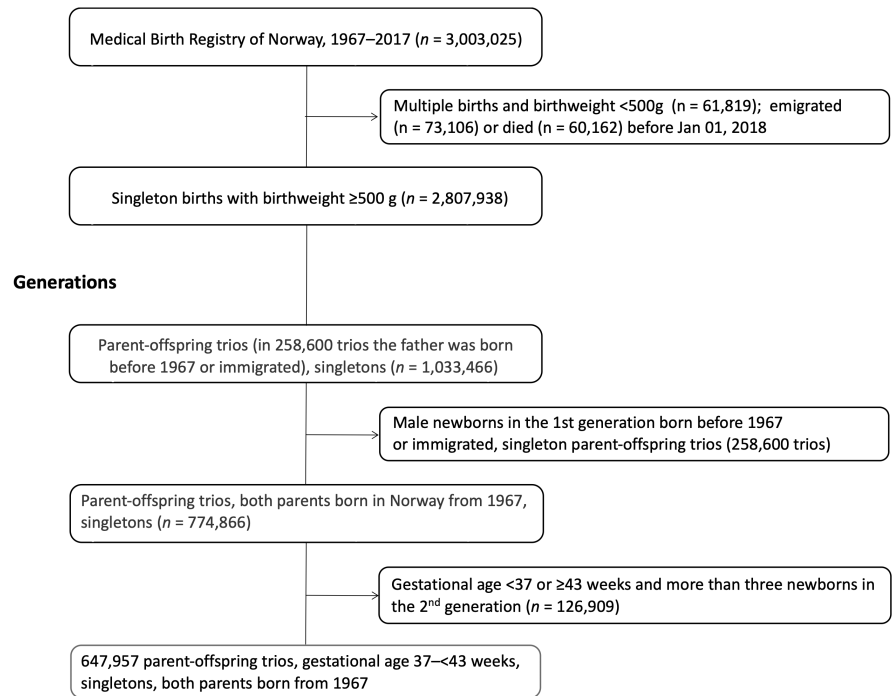 Medical Birth Registry of Norway, 1967–2017 (n = 3,003,025)
Multiple births and birthweight <500g (n = 61,819); emigrated
(n = 73,106) or died (n = 60,162) before Jan 01, 2018
Singleton births with birthweight ≥500 g (n = 2,807,938)
Generations
Parent-offspring trios (in 258,600 trios the father was born
before 1967 or immigrated), singletons (n = 1,033,466)
Male newborns in the 1st generation born before 1967
or immigrated, singleton parent-offspring trios (258,600 trios)
Parent-offspring trios, both parents born in Norway from 1967,
singletons (n = 774,866)
Gestational age <37 or ≥43 weeks and more than three newborns in
the 2nd generation (n = 126,909)
647,957 parent-offspring trios, gestational age 37–<43 weeks,
singletons, both parents born from 1967